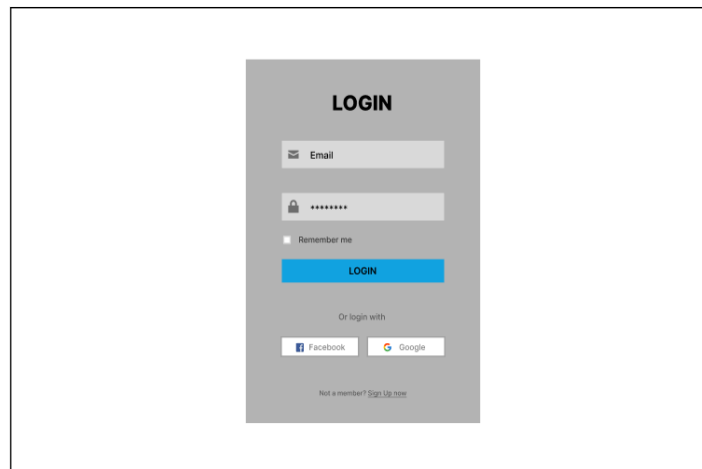 LOGIN
Email
********
Remember me
LOGIN
Or login with
Facebook
Google
Not a member? Sign Up now